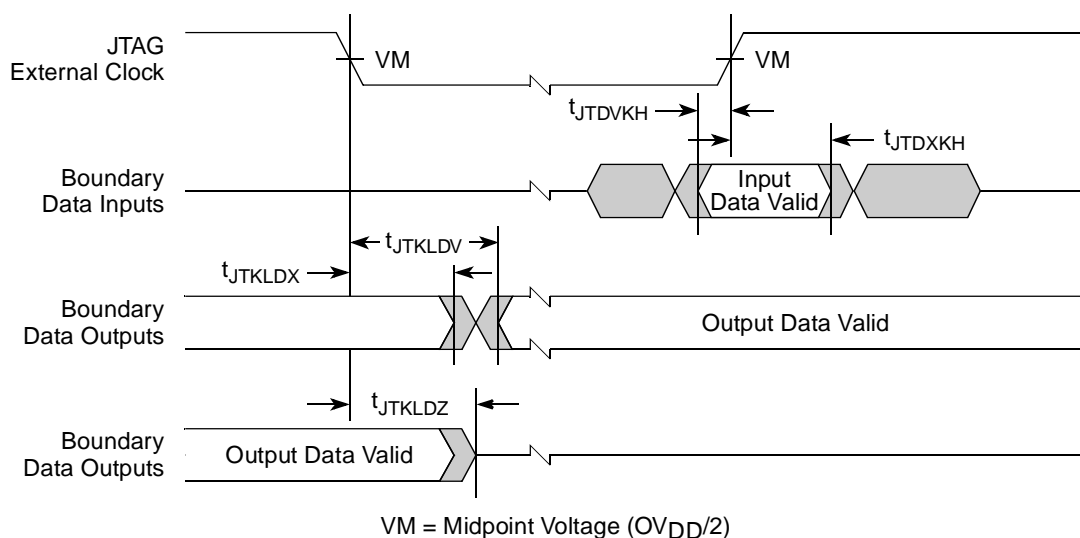 JTAG
External Clock
VM
VM
tJTDVKH
tJTDXKH
Boundary
Data Inputs
Input
Data Valid
tJTKLDV
tJTKLDX
Boundary
Data Outputs
Output Data Valid
tJTKLDZ
Boundary
Data Outputs
Output Data Valid
VM = Midpoint Voltage (OVDD/2)